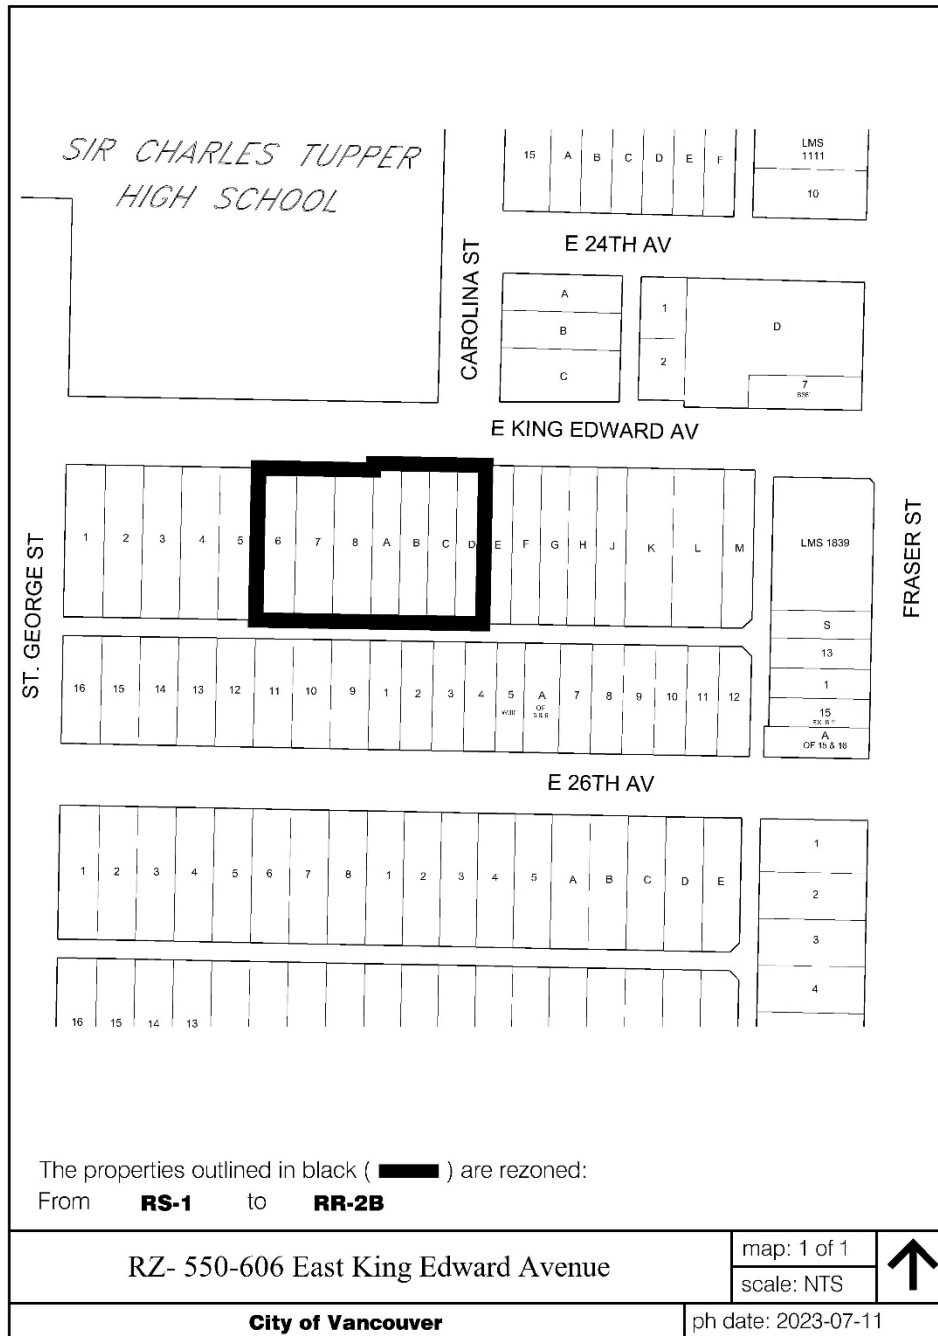 SIR CHARLES TUPPER
HIGH SCHOOL
15 A B C D E F
LMS
1111
10
E 24TH AV
CAROLINA ST
A
B
C
1
2
D
7
E KING EDWARD AV
ST. GEORGE ST
1 2 3 4 5 6 7 8 A B C D E F G H J K L M
LMS 1839
S
13
1
15
A
OF 15 & 16
FRASER ST
16 15 14 13 12 11 10 9 1 2 3 4 5 A 7 8 9 10 11 12
OF
5 & 6
E 26TH AV
1 2 3 4 5 6 7 8 1 2 3 4 5 A B C D E
1
2
3
4
16 15 14 13
The properties outlined in black ( ) are rezoned:
From RS-1 to RR-2B
RZ- 550-606 East King Edward Avenue
map: 1 of 1
scale: NTS
City of Vancouver
ph date: 2023-07-11